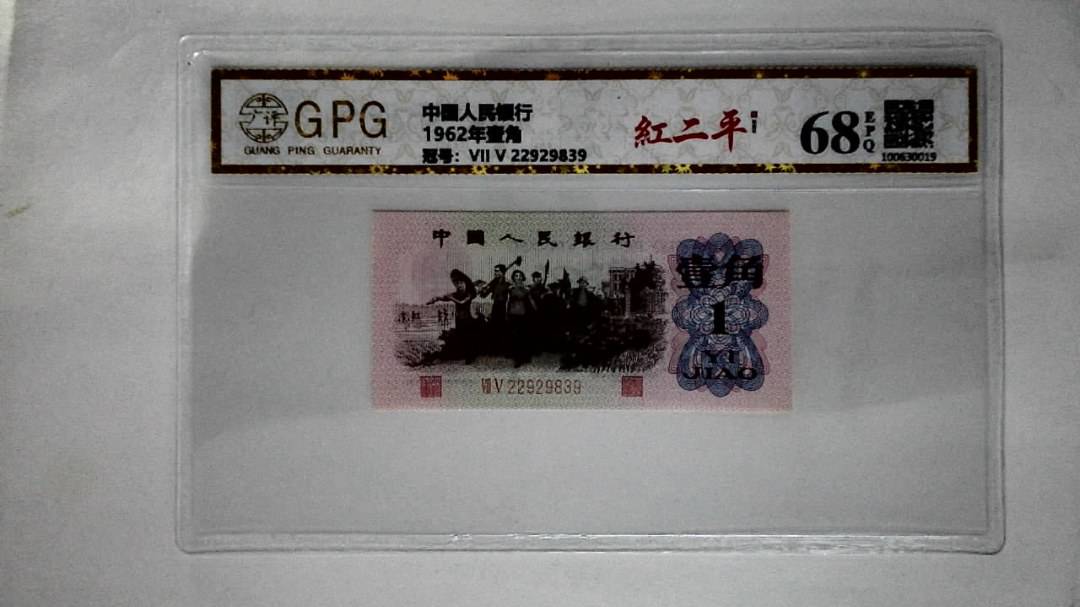 GPG
GUANG PING GUARANTY
中國人民銀行
1962年壹角
冠号: VII V 22929839
紅二平
68
EPQ
100630019
中國人民銀行
壹角
1
YI
JIAO
VII V 22929839